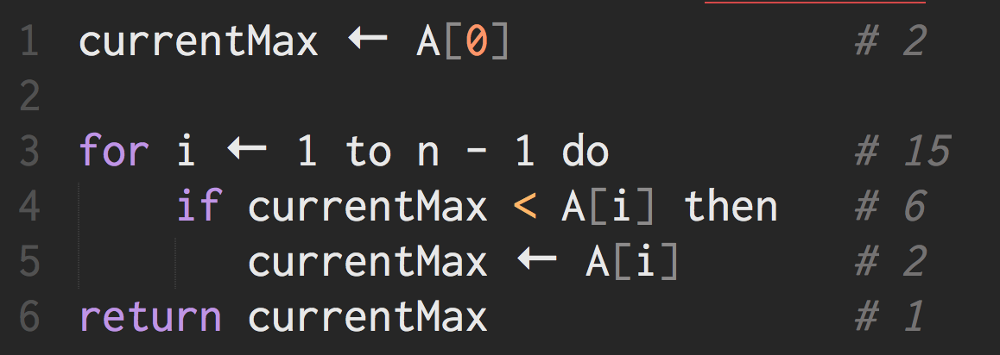 1 currentMax ← A[0] # 2
2
3 for i ← 1 to n - 1 do # 15
4 if currentMax < A[i] then # 6
5 currentMax ← A[i] # 2
6 return currentMax # 1